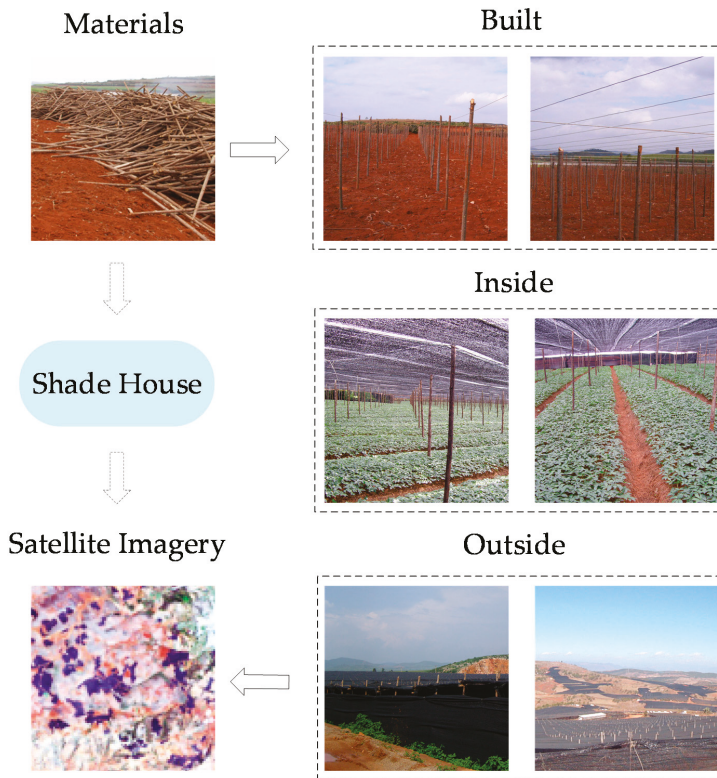 Materials
Built
Inside
Shade House
Satellite Imagery
Outside